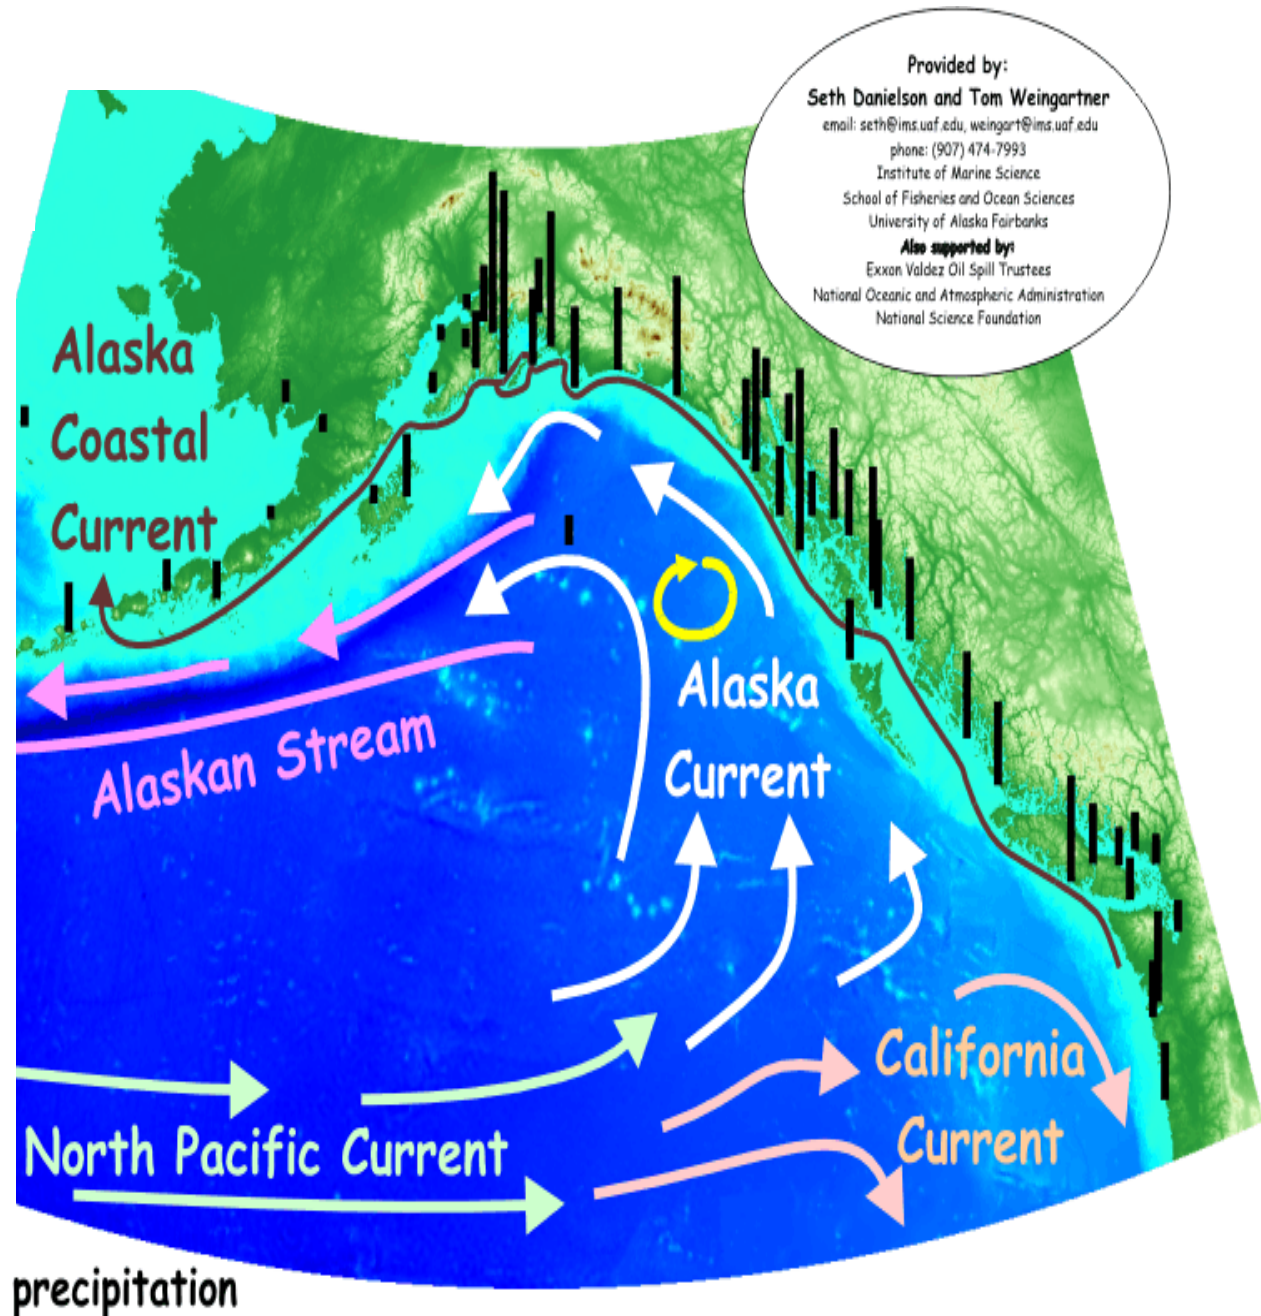 Provided by:
Seth Danielson and Tom Weingartner
email: seth@ims.uaf.edu, weingart@ims.uaf.edu
phone: (907) 474-7993
Institute of Marine Science
School of Fisheries and Ocean Sciences
University of Alaska Fairbanks
Also supported by:
Exxon Valdez Oil Spill Trustees
National Oceanic and Atmospheric Administration
National Science Foundation
Alaska
Coastal
Current
Alaska
Current
Alaskan Stream
California
Current
North Pacific Current
precipitation